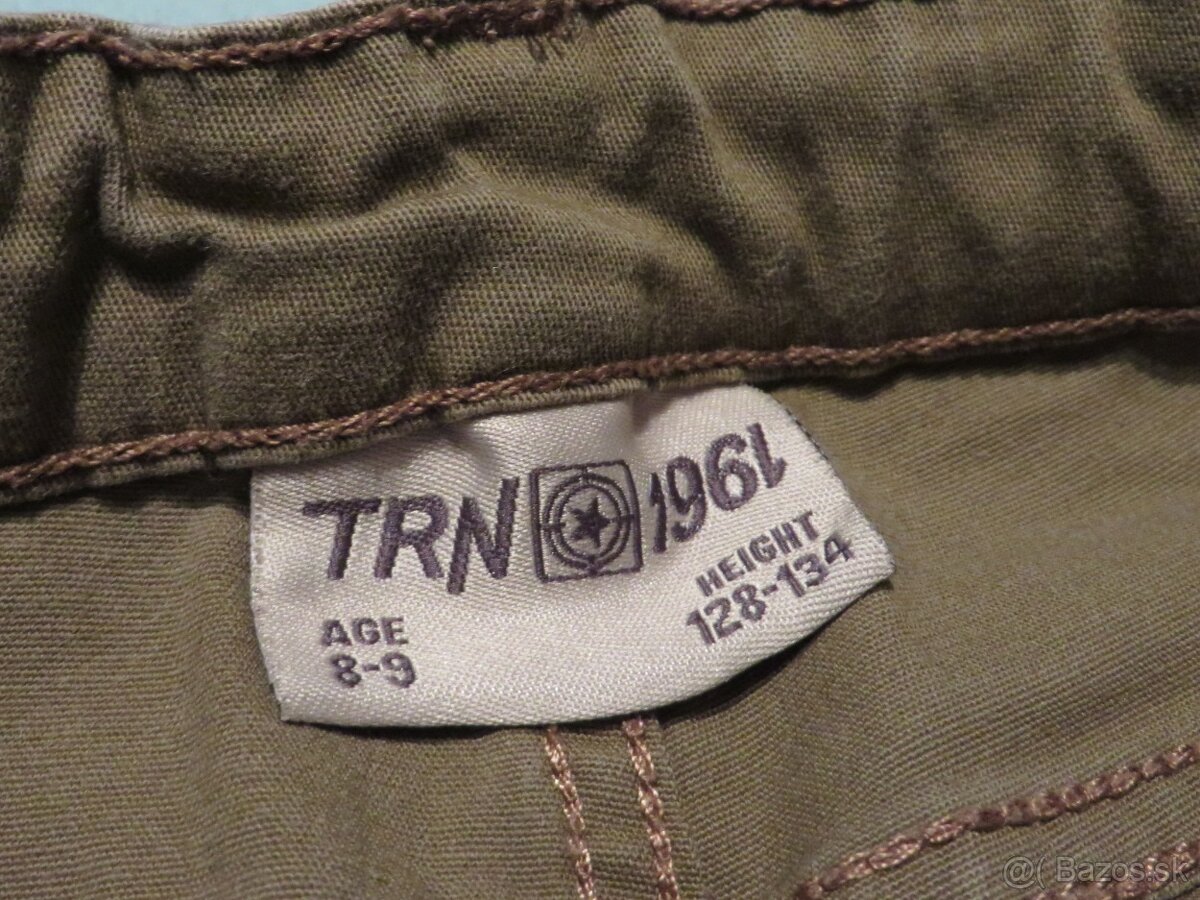 TRN 1961
AGE
8-9
HEIGHT
128-134
@( Bazos.sk